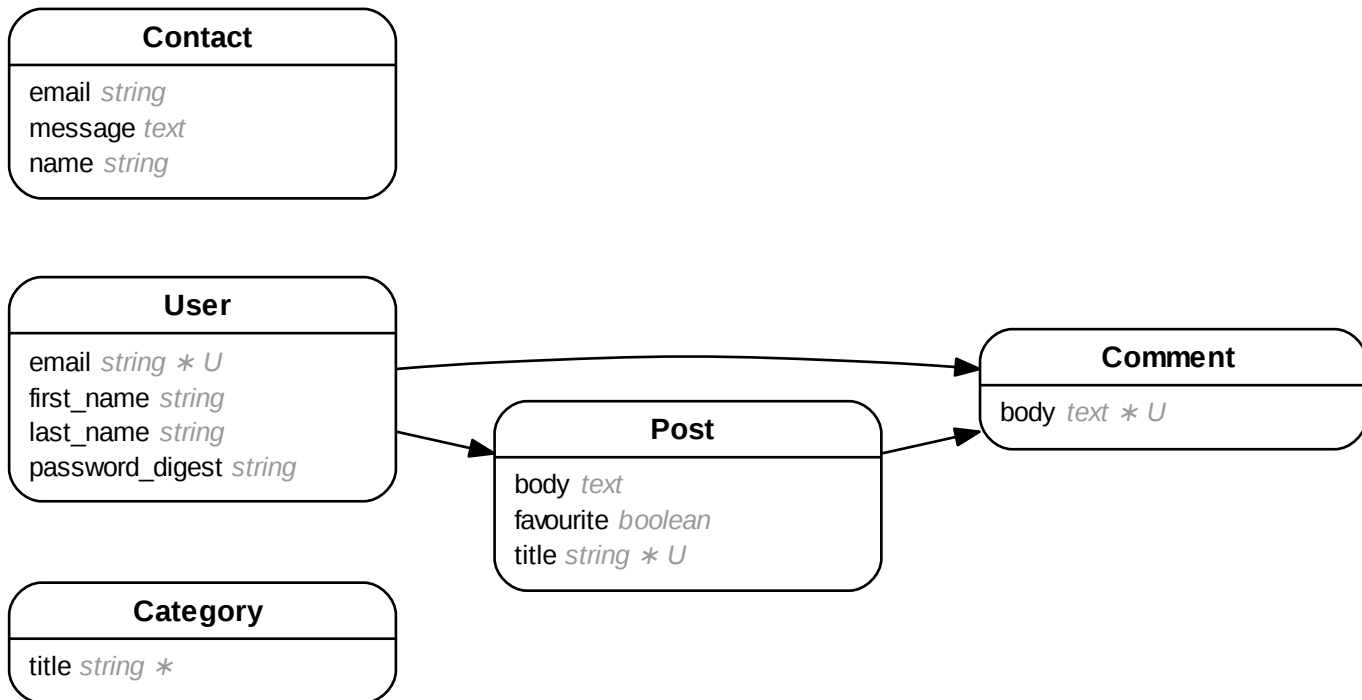 Contact
email string
message text
name string
User
email string ∗ U
first_name string
last_name string
password_digest string
Comment
body text ∗ U
Post
body text
favourite boolean
title string ∗ U
Category
title string ∗